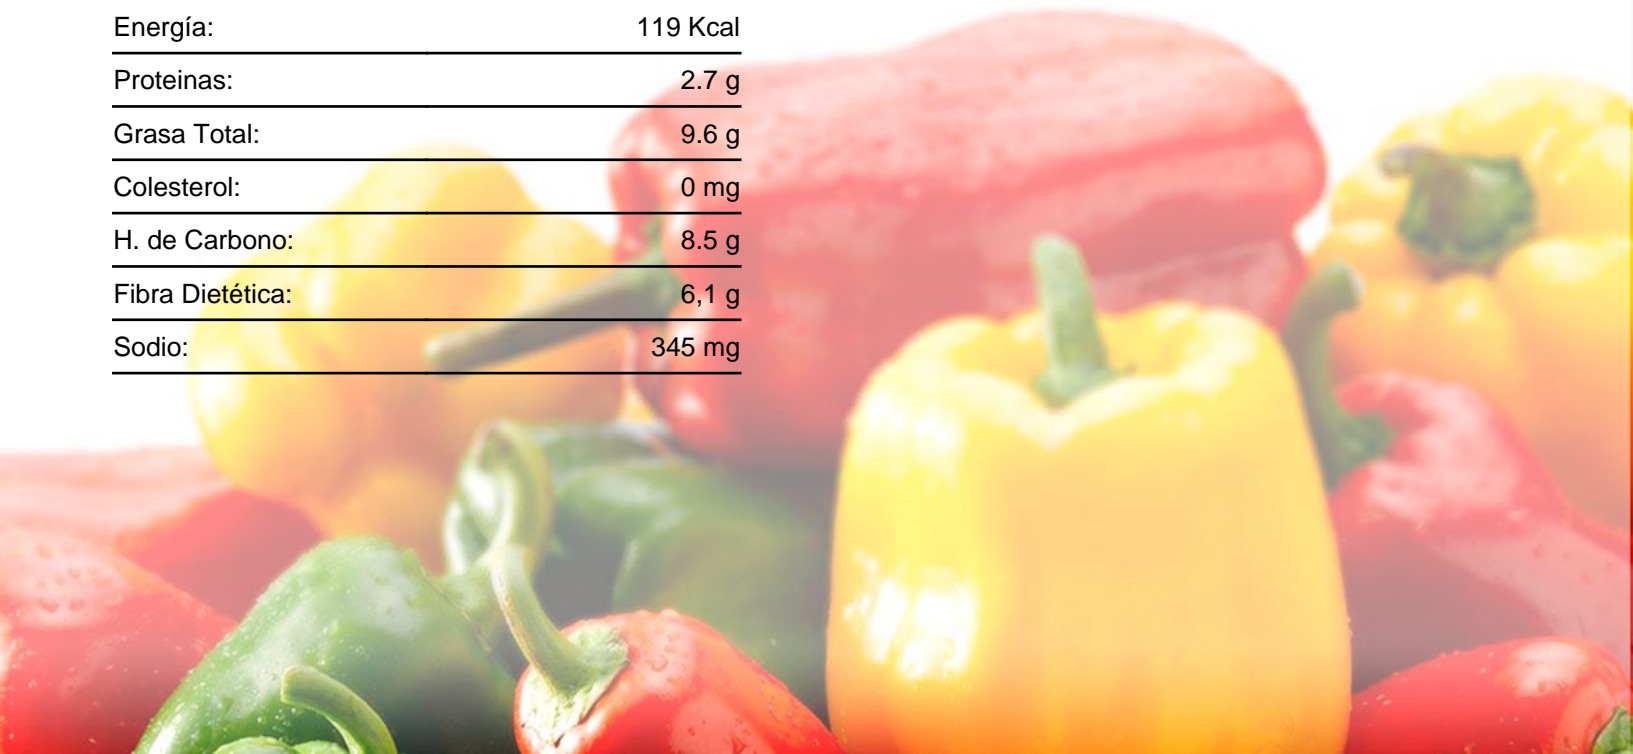 Energía: 119 Kcal
Proteinas: 2.7 g
Grasa Total: 9.6 g
Colesterol: 0 mg
H. de Carbono: 8.5 g
Fibra Dietética: 6,1 g
Sodio: 345 mg